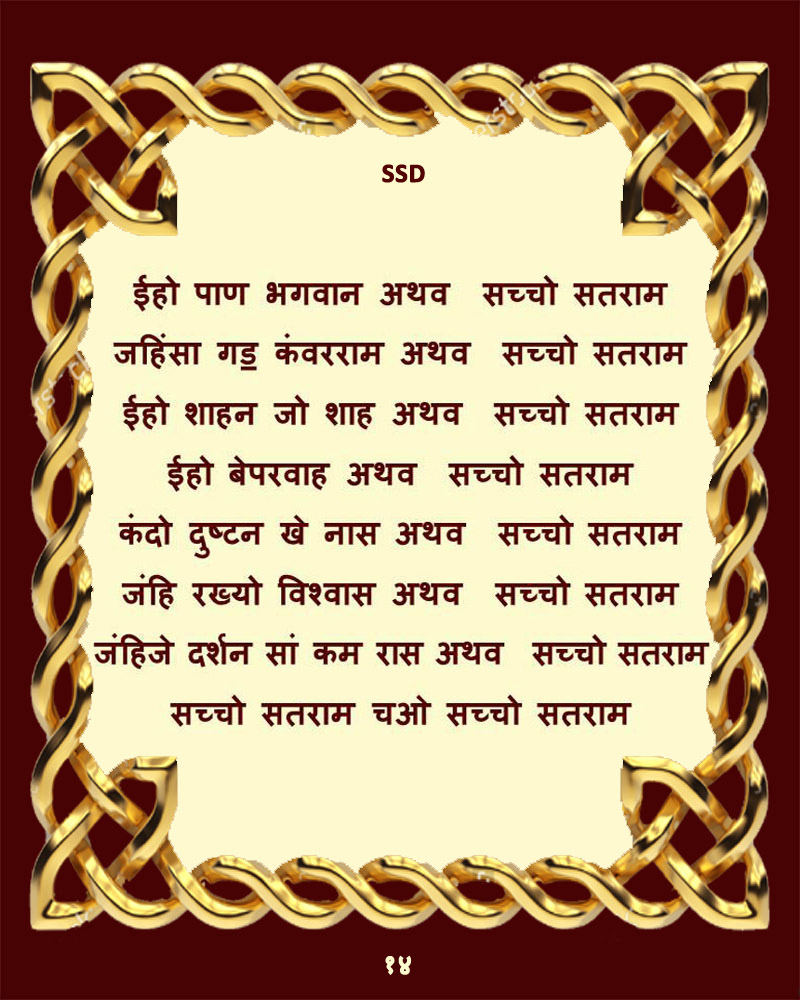 SSD
ईहो पाण भगवान अथव सच्चो सतराम
जहिंसा गड॒ कंवरराम अथव सच्चो सतराम
ईहो शाहन जो शाह अथव सच्चो सतराम
ईहो बेपरवाह अथव सच्चो सतराम
कंदो दुष्टन खे नास अथव सच्चो सतराम
जंहि रख्यो विश्वास अथव सच्चो सतराम
जंहिजे दर्शन सां कम रास अथव सच्चो सतराम
सच्चो सतराम चओ सच्चो सतराम
१४